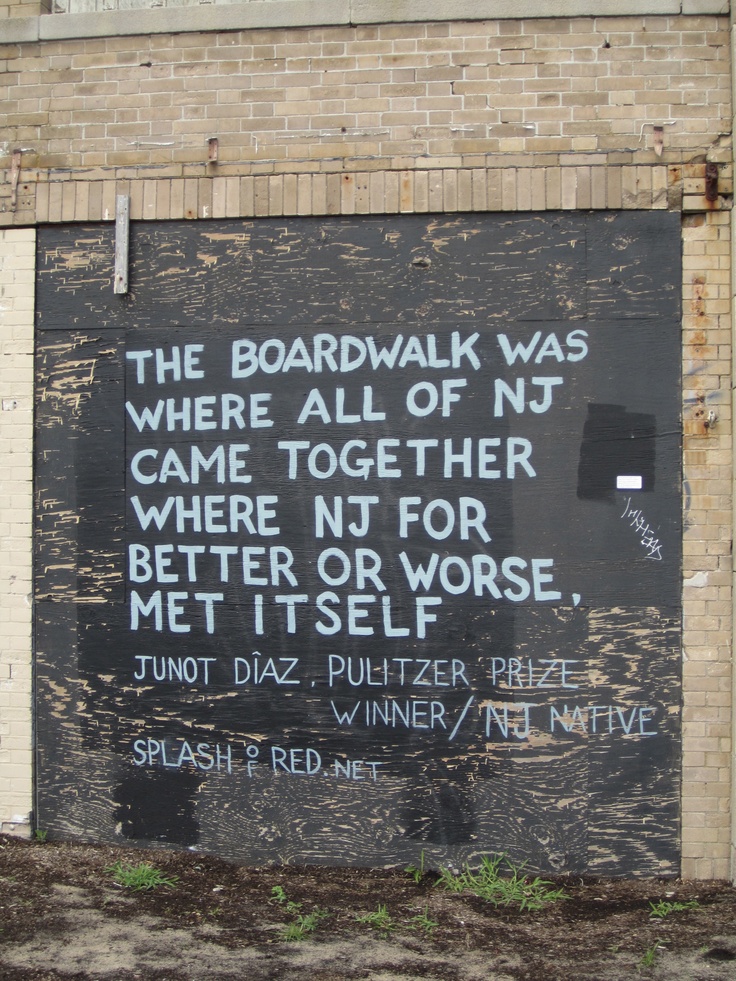 THE BOARDWALK WAS
WHERE ALL OF NJ
CAME TOGETHER
WHERE NJ FOR
BETTER OR WORSE,
MET ITSELF
JUNOT DÎAZ, PULITZER PRIZE
WINNER/NJ NATIVE
SPLASH OF RED.NET